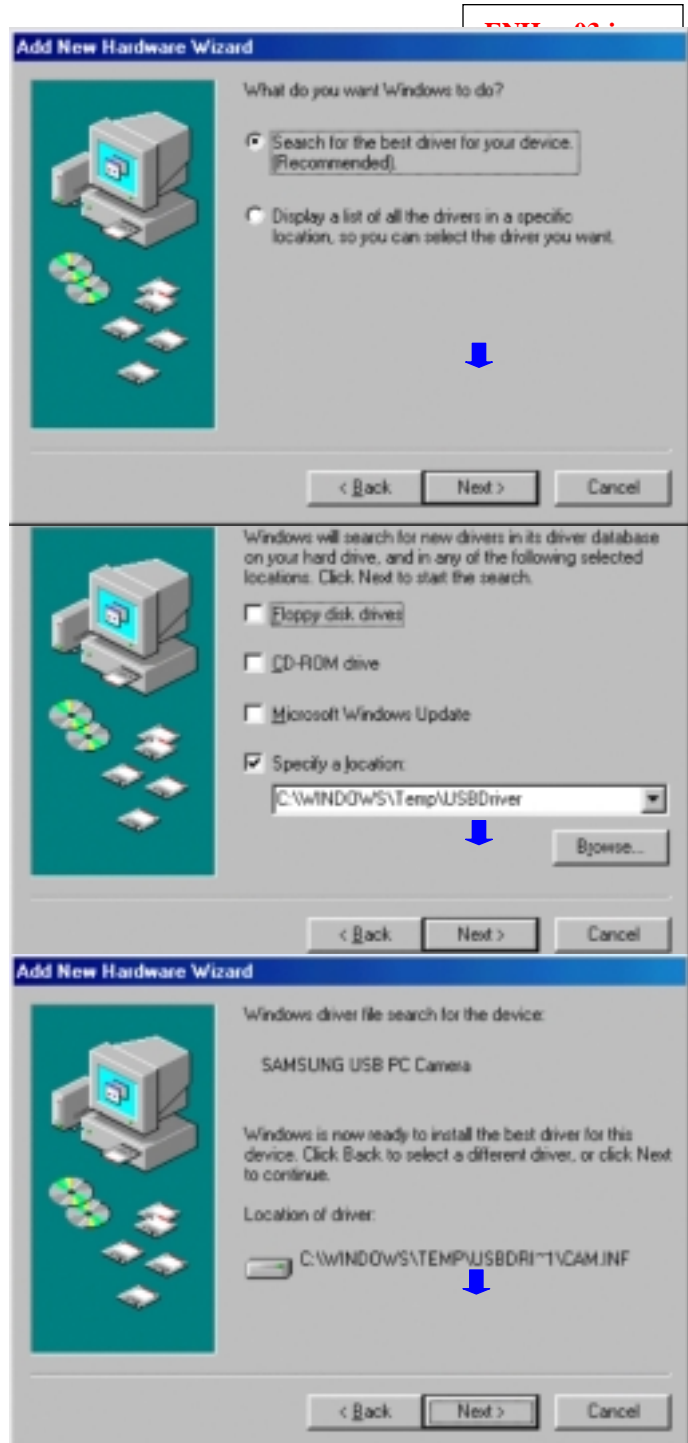 Add New Hardware Wizard
What do you want Windows to do?
Search for the best driver for your device.
(Recommended).
Display a list of all the drivers in a specific
location, so you can select the driver you want.
< Back
Next >
Cancel
Windows will search for new drivers in its driver database
on your hard drive, and in any of the following selected
locations. Click Next to start the search.
Floppy disk drives
CD-ROM drive
Microsoft Windows Update
Specify a location:
C:\WINDOWS\Temp\USBDriver
Browse...
< Back
Next >
Cancel
Add New Hardware Wizard
Windows driver file search for the device:
SAMSUNG USB PC Camera
Windows is now ready to install the best driver for this
device. Click Back to select a different driver, or click Next
to continue.
Location of driver:
C:\WINDOWS\TEMP\USBDRI~1\CAM.INF
< Back
Next >
Cancel